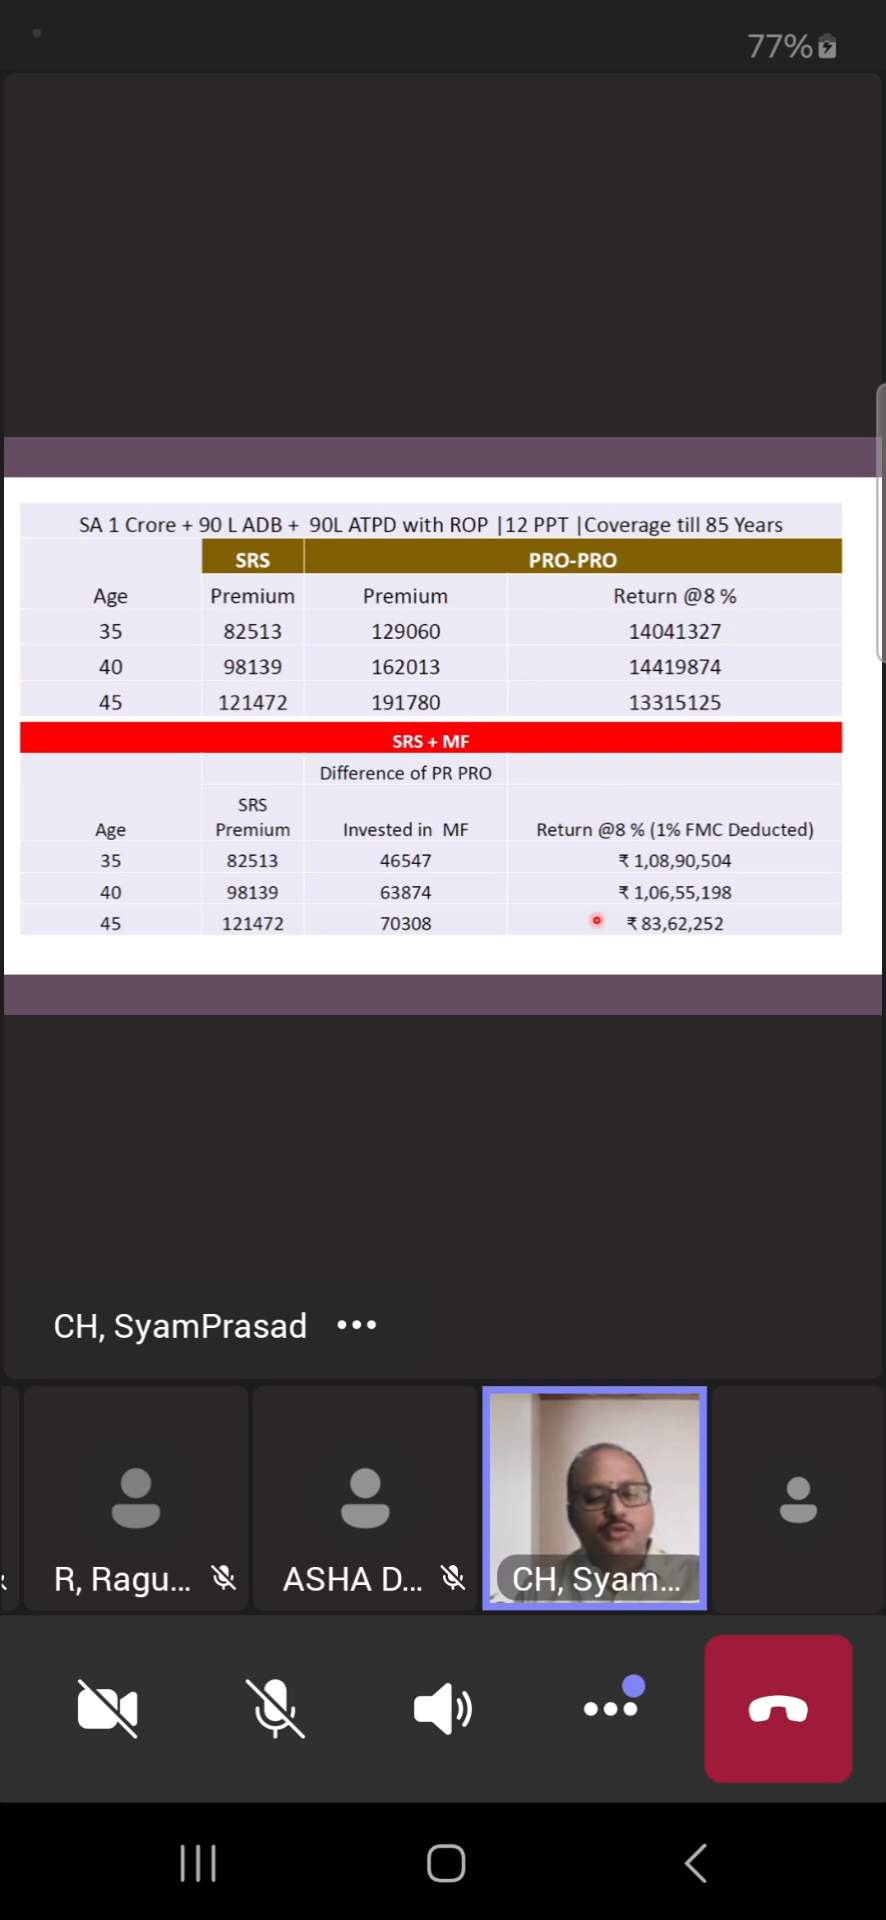 77%
SA 1 Crore + 90 L ADB + 90L ATPD with ROP |12 PPT |Coverage till 85 Years
SRS PRO-PRO
Age Premium Premium Return @8 %
35 82513 129060 14041327
40 98139 162013 14419874
45 121472 191780 13315125
SRS + MF
Difference of PR PRO
SRS
Age Premium Invested in MF Return @8 % (1% FMC Deducted)
35 82513 46547 ₹ 1,08,90,504
40 98139 63874 ₹ 1,06,55,198
45 121472 70308 ₹ 83,62,252
CH, SyamPrasad •••
R, Ragu... ASHA D... CH, Syam...